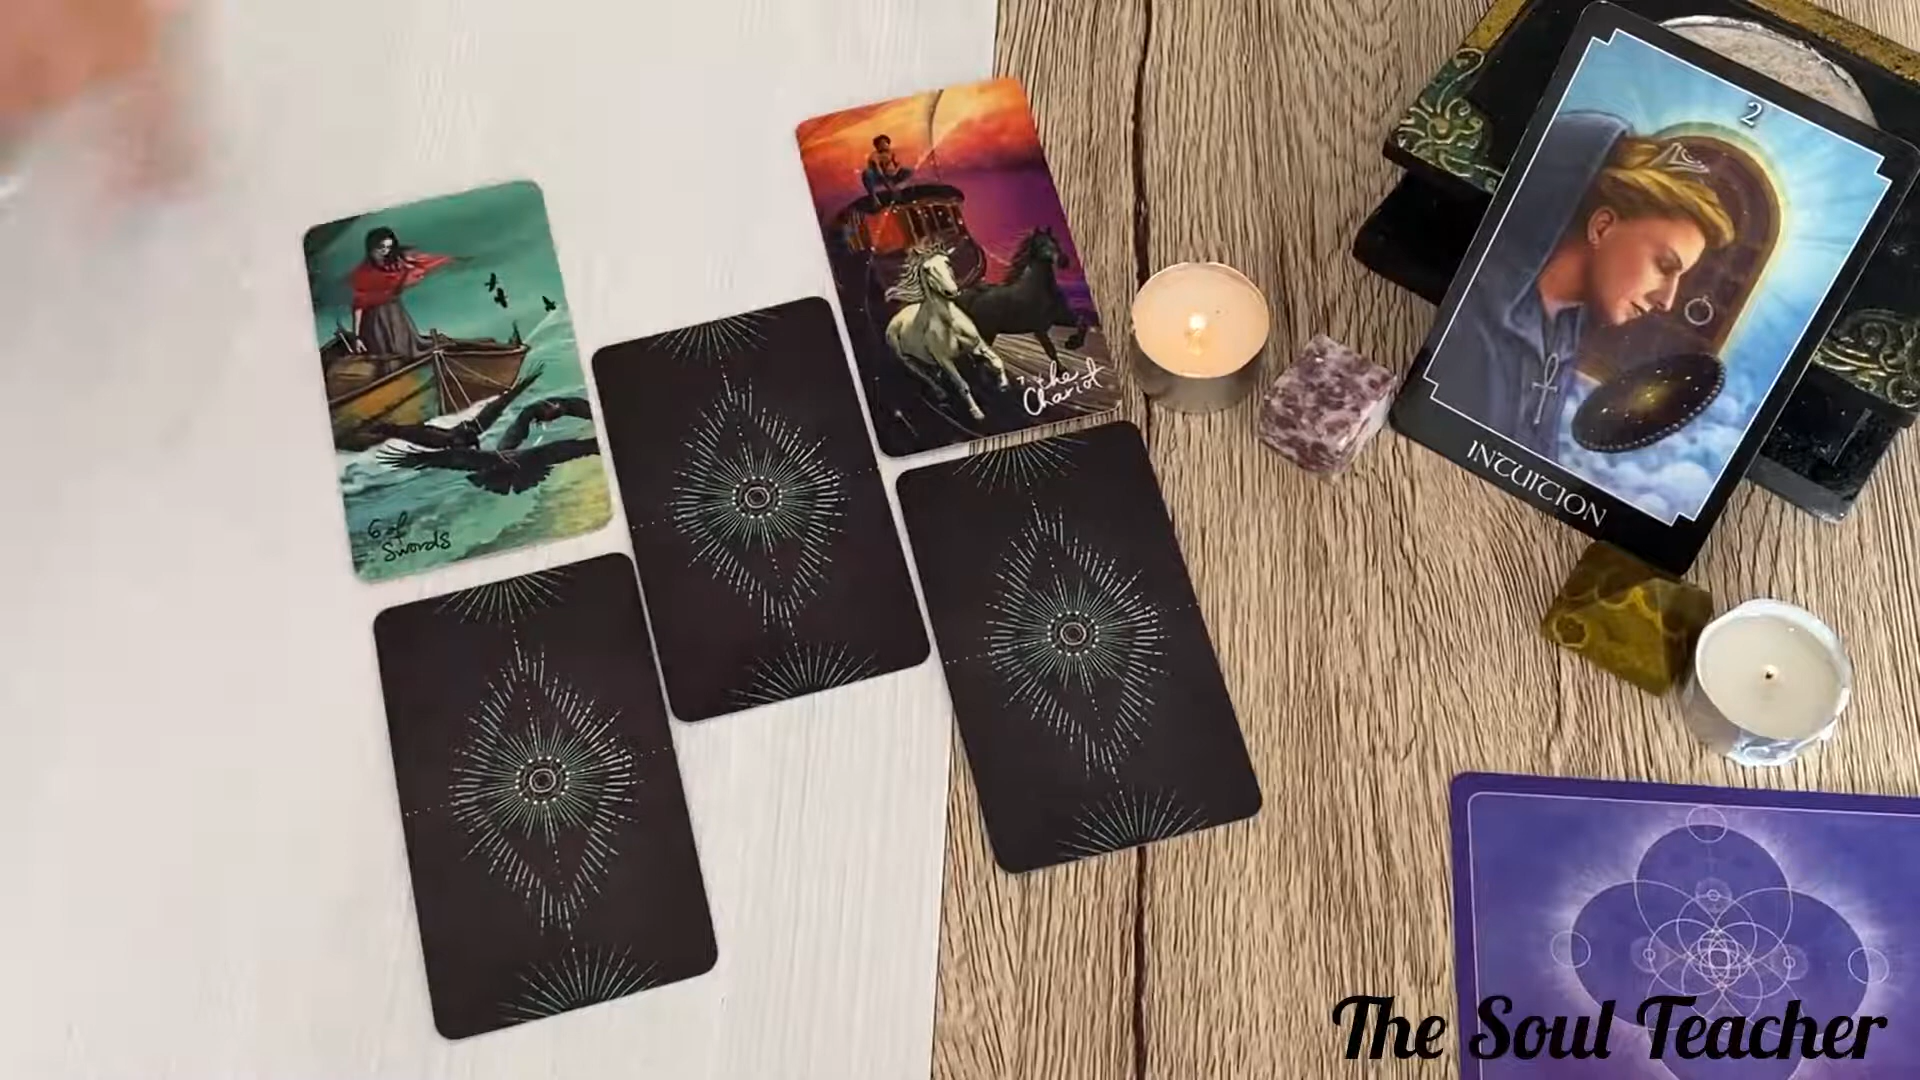 6 of
swords
7. the
Chariot
2
INTUITION
The Soul Teacher